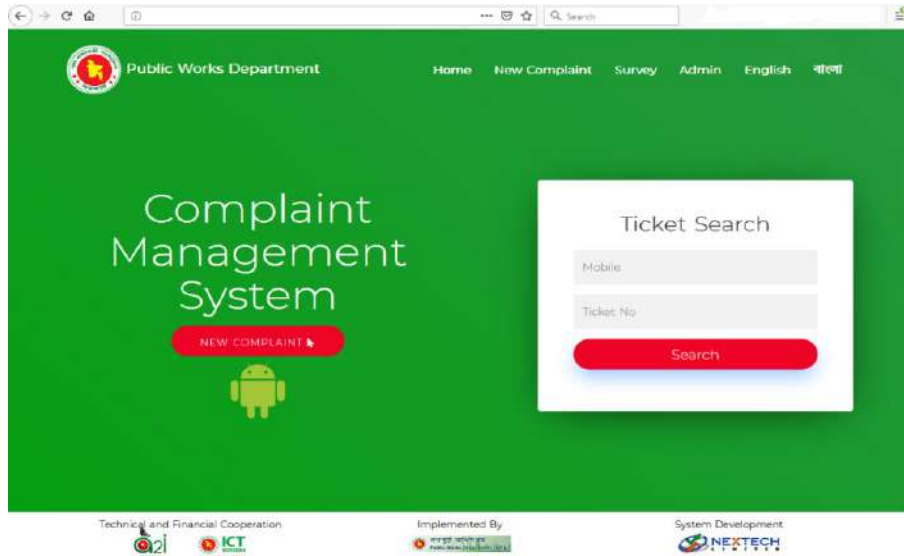 Search
Public Works Department
Home New Complaint Survey Admin English বাংলা
Complaint
Management
System
NEW COMPLAINT
Ticket Search
Mobile
Ticket No
Search
Technical and Financial Cooperation
a2i
ICT
Implemented By
System Development
NEXTECH